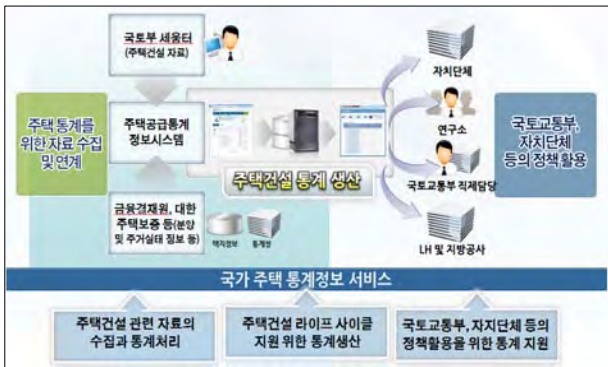 국토부 세움터
(주택건설 자료)
주택 통계를
위한 자료 수집
및 연계
주택공급통계
정보시스템
금융결재원, 대한
주택보증 등(분양
및 주거실태 정보 등)
택지정보
통계청
주택건설 통계 생산
자치단체
연구소
국토교통부 직제담당
LH 및 지방공사
국토교통부,
자치단체
등의 정책 활용
국가 주택 통계정보 서비스
주택건설 관련 자료의
수집과 통계처리
주택건설 라이프 사이클
지원 위한 통계생산
국토교통부, 자치단체 등의
정책활용을 위한 통계 지원